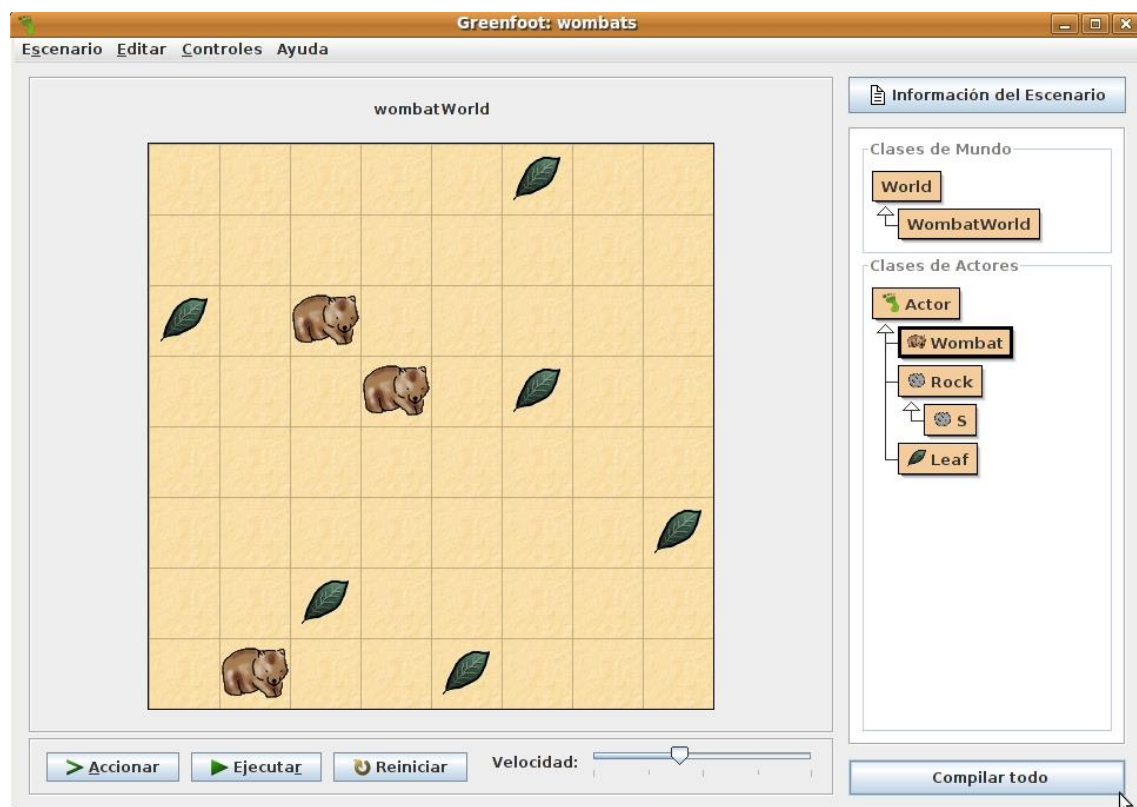 Greenfoot: wombats
Escenario Editar Controles Ayuda
wombatWorld
Información del Escenario
Clases de Mundo
World
WombatWorld
Clases de Actores
Actor
Wombat
Rock
S
Leaf
> Accionar Ejecutar Reiniciar Velocidad:
Compilar todo